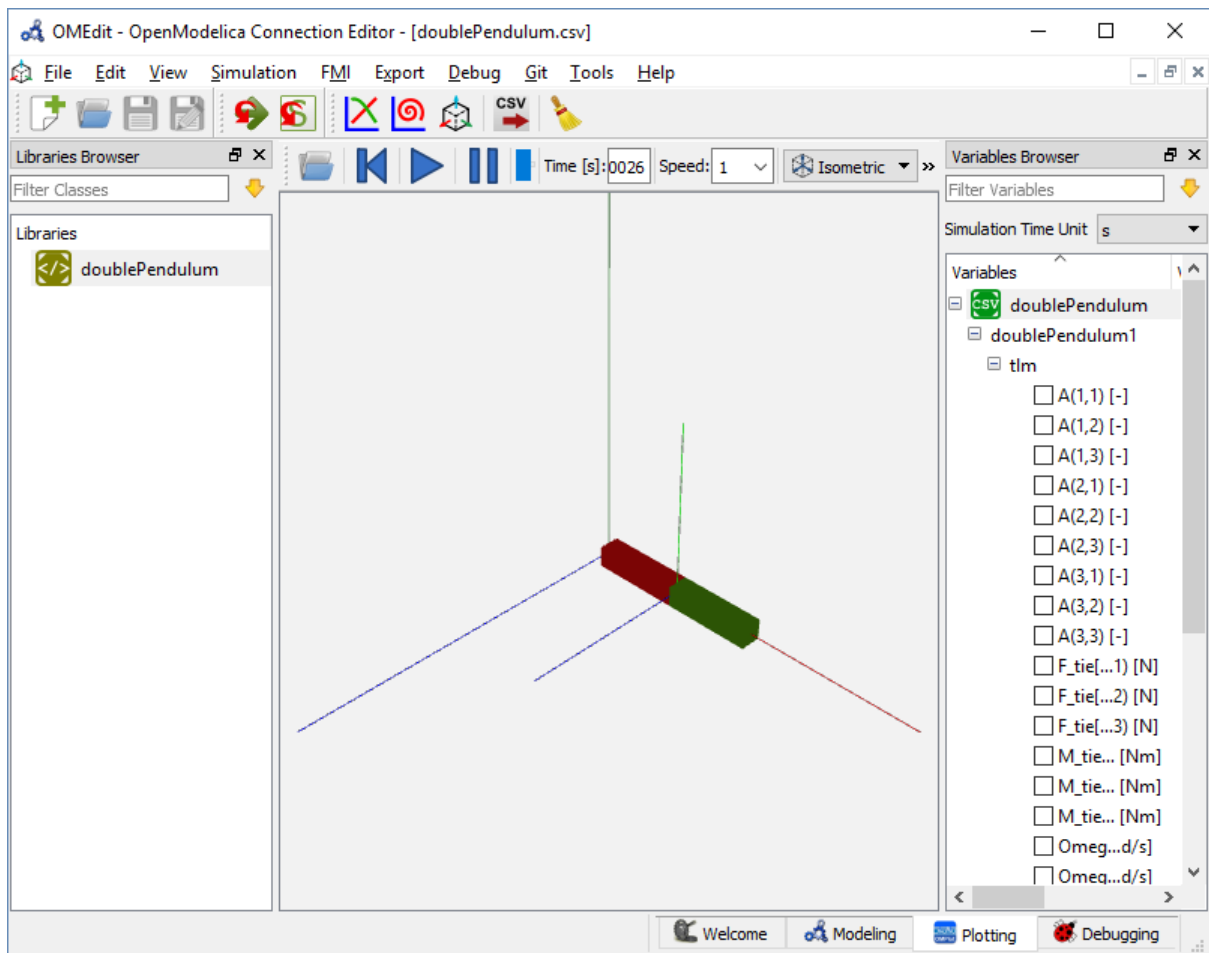 OMEdit - OpenModelica Connection Editor - [doublePendulum.csv]
File Edit View Simulation FMI Export Debug Git Tools Help
CSV
Libraries Browser
Filter Classes
Libraries
</> doublePendulum
Time [s]: 0026 Speed: 1 Isometric »
Variables Browser
Filter Variables
Simulation Time Unit s
Variables
CSV doublePendulum
doublePendulum1
tlm
A(1,1) [-]
A(1,2) [-]
A(1,3) [-]
A(2,1) [-]
A(2,2) [-]
A(2,3) [-]
A(3,1) [-]
A(3,2) [-]
A(3,3) [-]
F_tie[...1) [N]
F_tie[...2) [N]
F_tie[...3) [N]
M_tie... [Nm]
M_tie... [Nm]
M_tie... [Nm]
Omeg...d/s]
Omeg...d/s]
Welcome Modeling Plotting Debugging